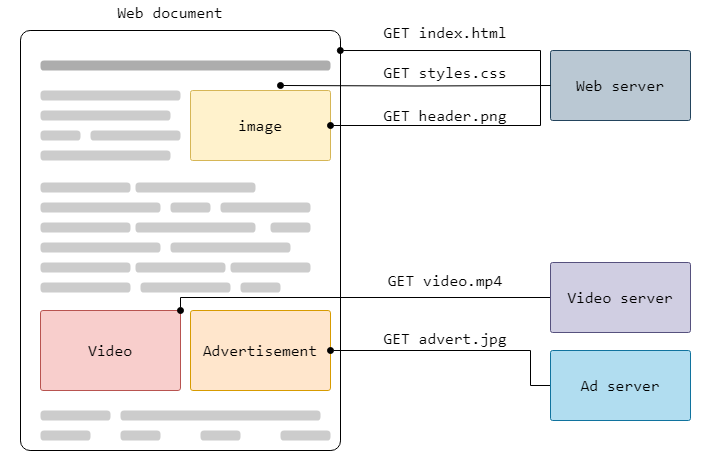 Web document
GET index.html
GET styles.css
Web server
GET header.png
image
GET video.mp4
Video server
GET advert.jpg
Video
Advertisement
Ad server